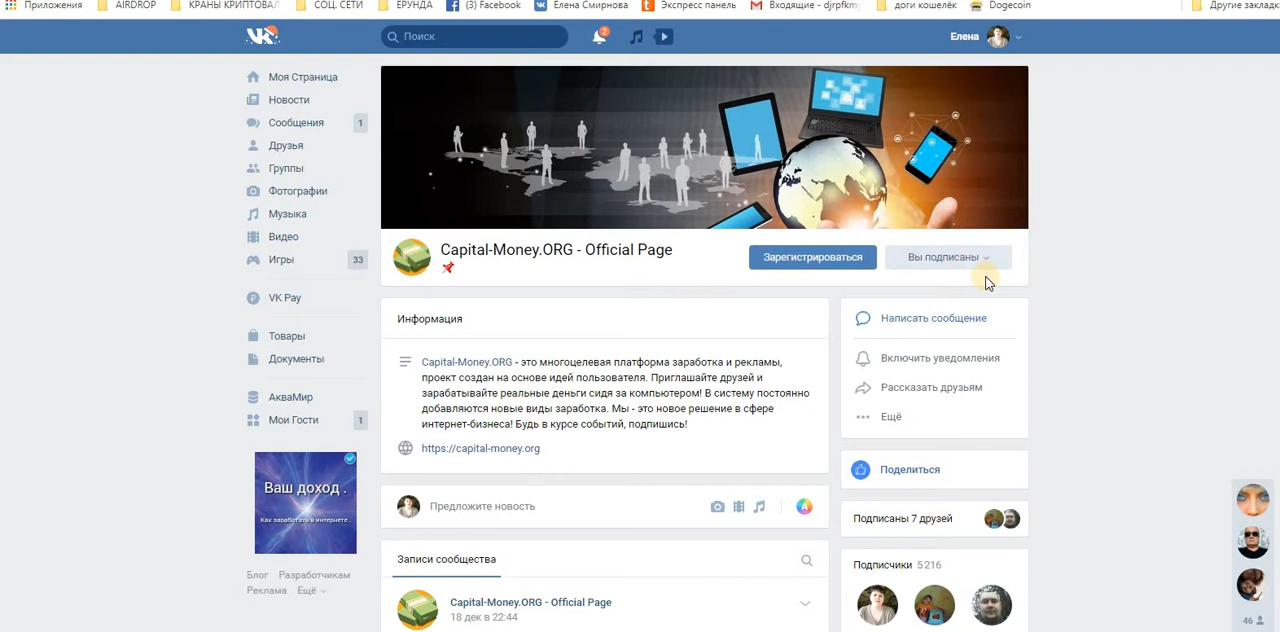 Приложения
AIRDROP
КРАНЫ КРИПТОВАЛ
СОЦ. СЕТИ
ЕРУНДА
(3) Facebook
Елена Смирнова
Экспресс панель
Входящие - djrpfkmy
доги кошелёк
Dogecoin
Другие закладк
Поиск
2
Елена
Моя Страница
Новости
Сообщения 1
Друзья
Группы
Фотографии
Музыка
Видео
Игры 33
VK Pay
Товары
Документы
АкваМир
Мои Гости 1
Ваш доход .
Как заработать в интернете .
Блог Разработчикам
Реклама Ещё
Capital-Money.ORG - Official Page
Зарегистрироваться
Вы подписаны
Информация
Capital-Money.ORG - это многоцелевая платформа заработка и рекламы,
проект создан на основе идей пользователя. Приглашайте друзей и
зарабатывайте реальные деньги сидя за компьютером! В систему постоянно
добавляются новые виды заработка. Мы - это новое решение в сфере
интернет-бизнеса! Будь в курсе событий, подпишись!
https://capital-money.org
Предложите новость
Записи сообщества
Capital-Money.ORG - Official Page
18 дек в 22:44
Написать сообщение
Включить уведомления
Рассказать друзьям
Ещё
Поделиться
Подписаны 7 друзей
Подписчики 5 216
46